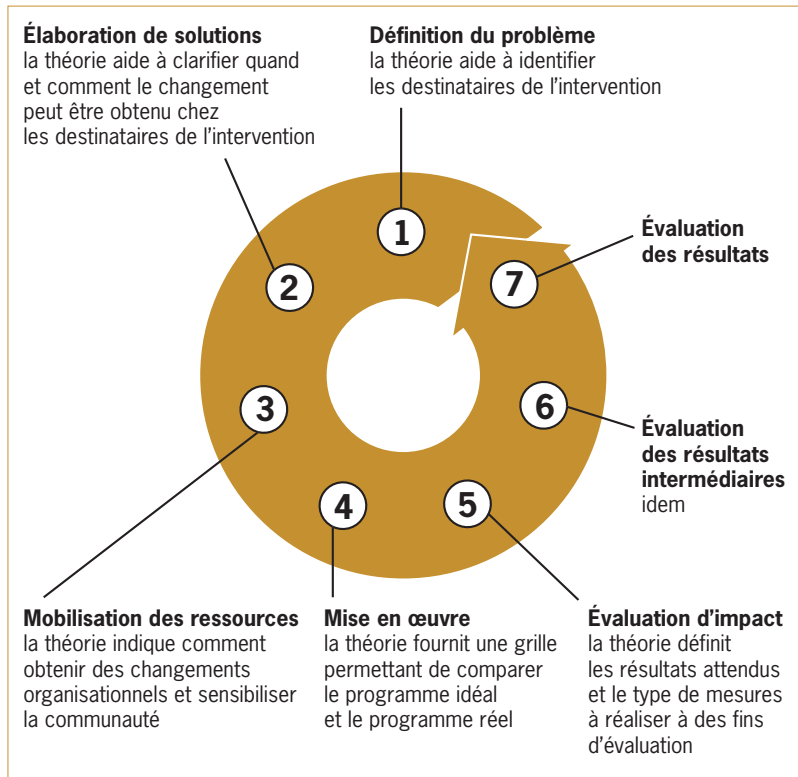 Élaboration de solutions
la théorie aide à clarifier quand
et comment le changement
peut être obtenu chez
les destinataires de l’intervention
Définition du problème
la théorie aide à identifier
les destinataires de l’intervention
1
2
3
4
5
6
7
Évaluation
des résultats
Évaluation
des résultats
intermédiaires
idem
Mobilisation des ressources
la théorie indique comment
obtenir des changements
organisationnels et sensibiliser
la communauté
Mise en œuvre
la théorie fournit une grille
permettant de comparer
le programme idéal
et le programme réel
Évaluation d’impact
la théorie définit
les résultats attendus
et le type de mesures
à réaliser à des fins
d’évaluation